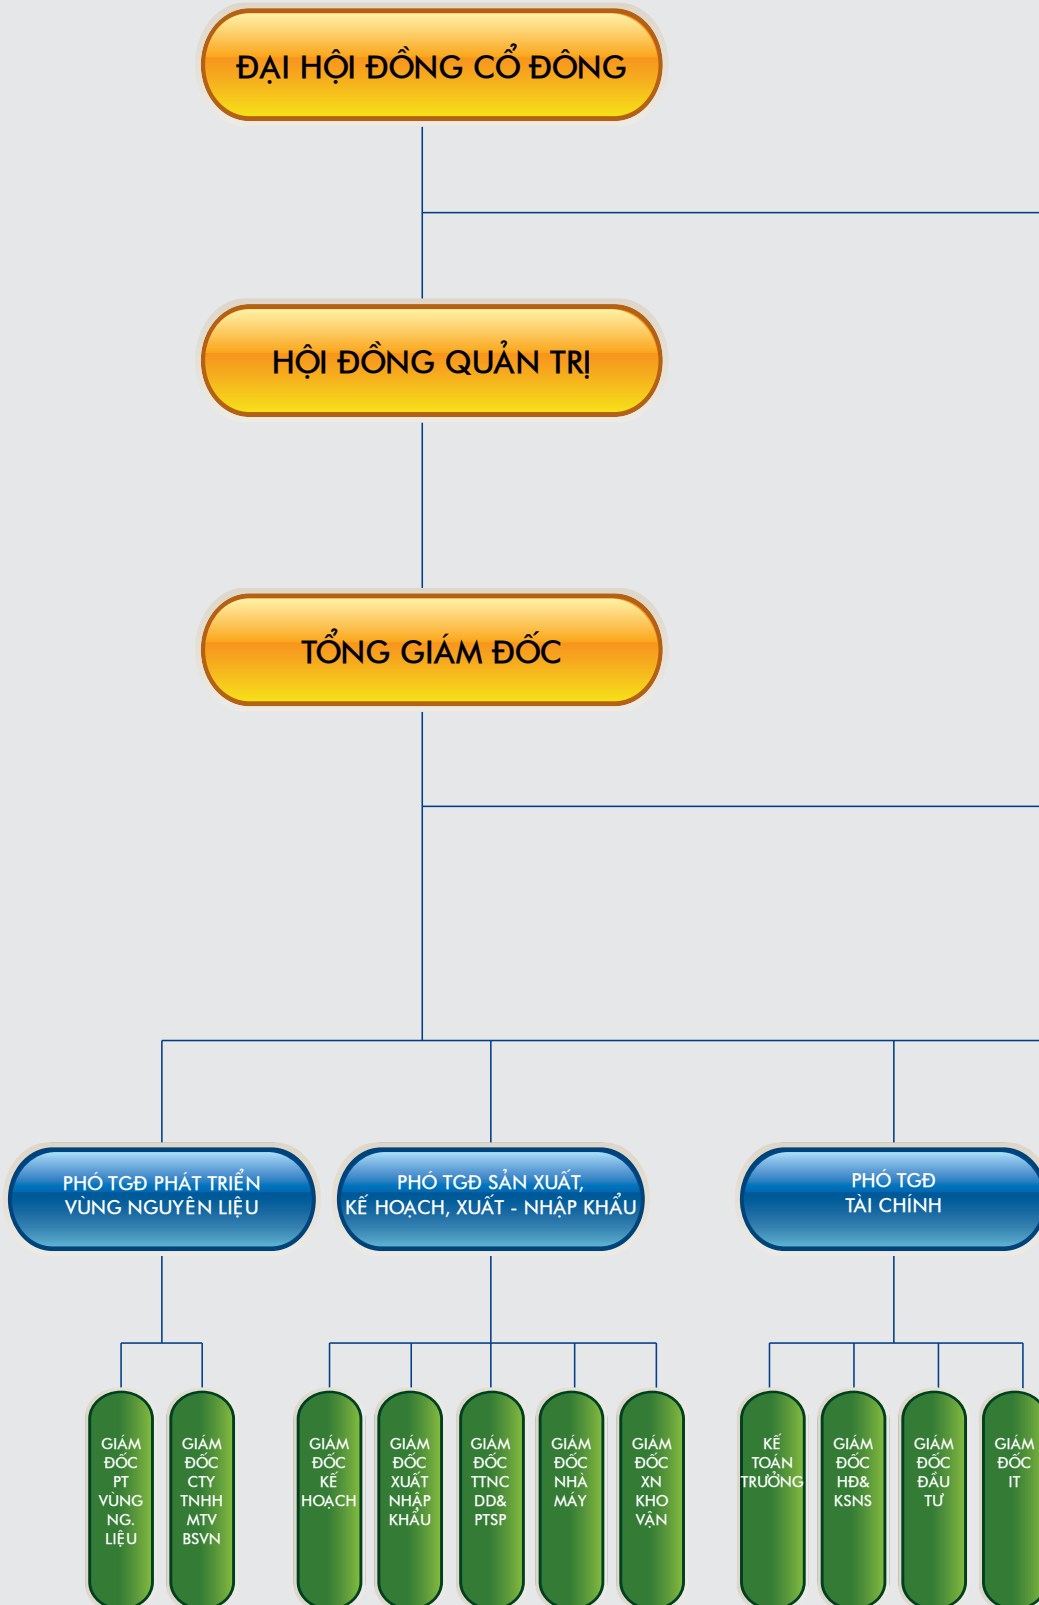 ĐẠI HỘI ĐỒNG CỔ ĐÔNG
HỘI ĐỒNG QUẢN TRỊ
TỔNG GIÁM ĐỐC
PHÓ TGĐ PHÁT TRIỂN
VÙNG NGUYÊN LIỆU
PHÓ TGĐ SẢN XUẤT,
KẾ HOẠCH, XUẤT - NHẬP KHẨU
PHÓ TGĐ
TÀI CHÍNH
GIÁM
ĐỐC
PT
VÙNG
NG.
LIỆU
GIÁM
ĐỐC
CTY
TNHH
MTV
BSVN
GIÁM
ĐỐC
KẾ
HOẠCH
GIÁM
ĐỐC
XUẤT
NHẬP
KHẨU
GIÁM
ĐỐC
TTNC
DD&
PTSP
GIÁM
ĐỐC
NHÀ
MÁY
GIÁM
ĐỐC
XN
KHO
VẬN
KẾ
TOÁN
TRƯỞNG
GIÁM
ĐỐC
HĐ&
KSNS
GIÁM
ĐỐC
ĐẦU
TƯ
GIÁM
ĐỐC
IT